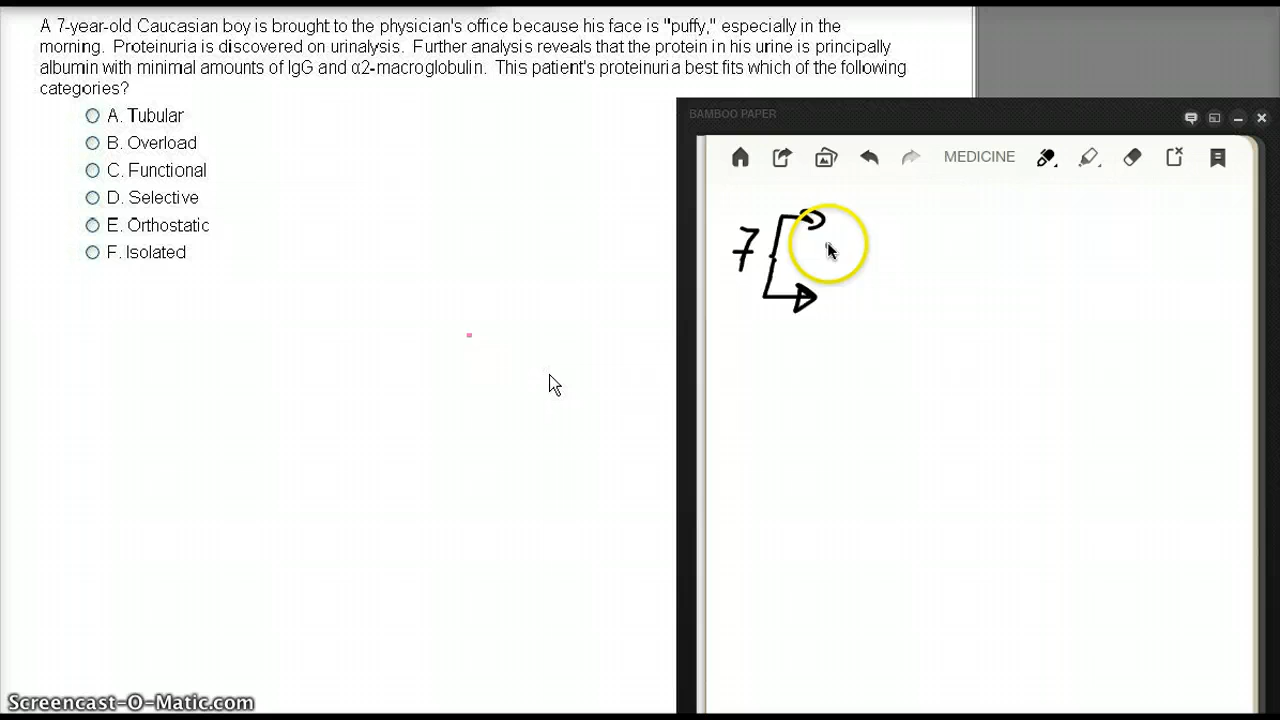 A 7-year-old Caucasian boy is brought to the physician's office because his face is "puffy," especially in the
morning. Proteinuria is discovered on urinalysis. Further analysis reveals that the protein in his urine is principally
albumin with minimal amounts of IgG and α2-macroglobulin. This patient's proteinuria best fits which of the following
categories?
A. Tubular
B. Overload
C. Functional
D. Selective
E. Orthostatic
F. Isolated
BAMBOO PAPER
MEDICINE
7
Screencast-O-Matic.com